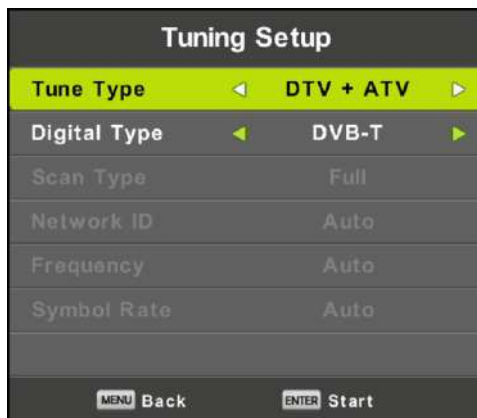 Tuning Setup
Tune Type DTV + ATV
Digital Type DVB-T
Scan Type Full
Network ID Auto
Frequency Auto
Symbol Rate Auto
MENU Back ENTER Start